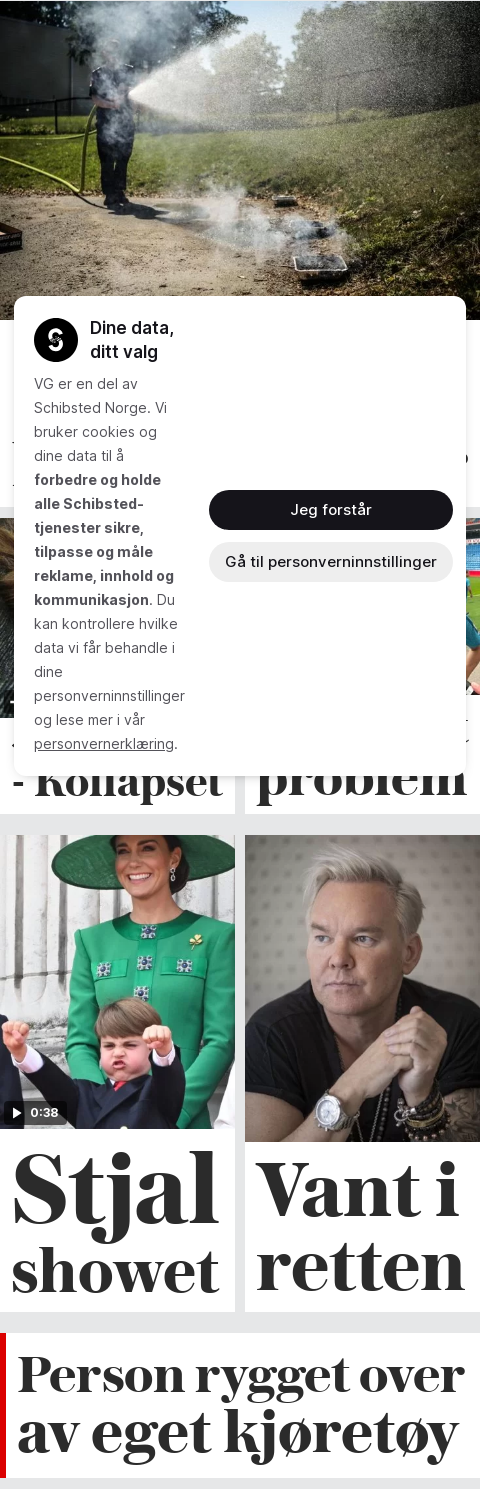 Dine data,
ditt valg
VG er en del av
Schibsted Norge. Vi
bruker cookies og
dine data til å
forbedre og holde
alle Schibsted-
tjenester sikre,
tilpasse og måle
reklame, innhold og
kommunikasjon. Du
kan kontrollere hvilke
data vi får behandle i
dine
personverninnstillinger
og lese mer i vår
personvernerklæring.
Jeg forstår
Gå til personverninnstillinger
- Kollapset
problem
0:38
Stjal
showet
Vant i
retten
Person rygget over
av eget kjøretøy